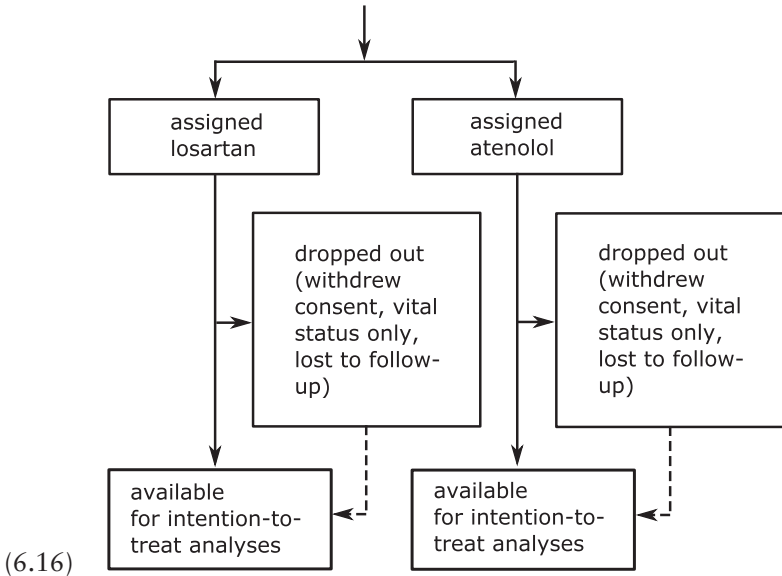 assigned
losartan
assigned
atenolol
dropped out
(withdrew
consent, vital
status only,
lost to follow-
up)
dropped out
(withdrew
consent, vital
status only,
lost to follow-
up)
available
for intention-to-
treat analyses
available
for intention-to-
treat analyses
(6.16)